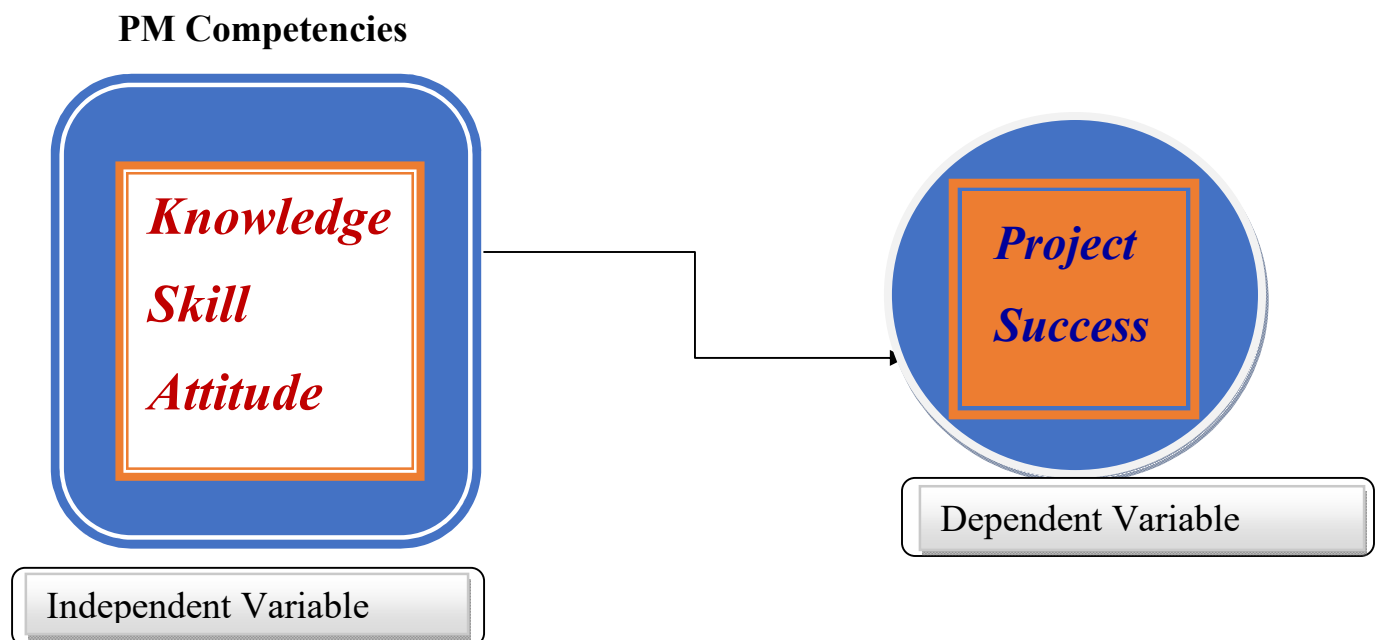 PM Competencies
Knowledge
Skill
Attitude
Project
Success
Dependent Variable
Independent Variable